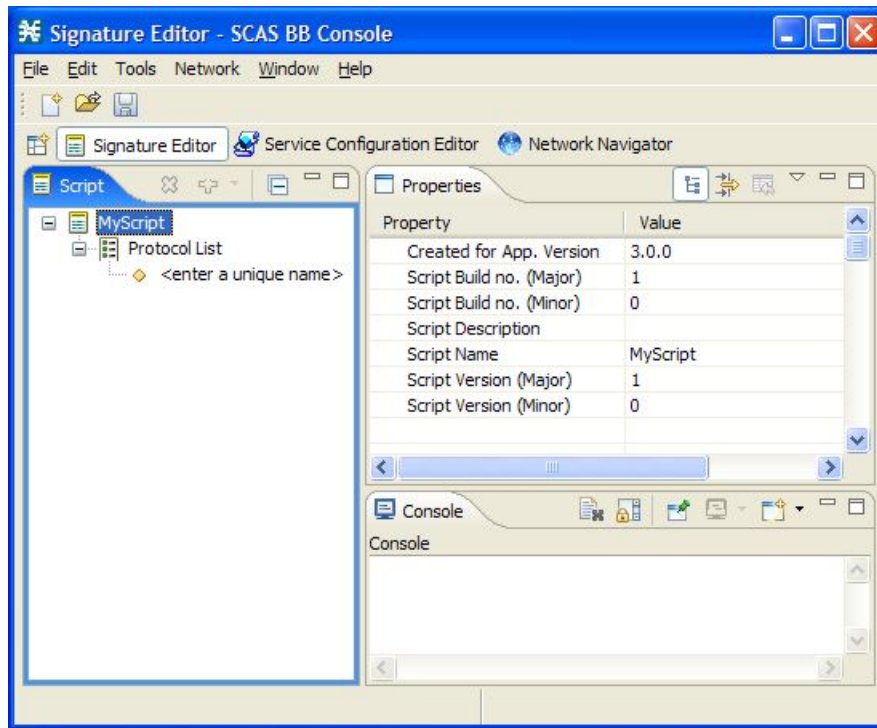 Signature Editor - SCAS BB Console
File Edit Tools Network Window Help
Signature Editor Service Configuration Editor Network Navigator
Script
MyScript
Protocol List
<enter a unique name>
Properties
Property Value
Created for App. Version 3.0.0
Script Build no. (Major) 1
Script Build no. (Minor) 0
Script Description
Script Name MyScript
Script Version (Major) 1
Script Version (Minor) 0
Console
Console